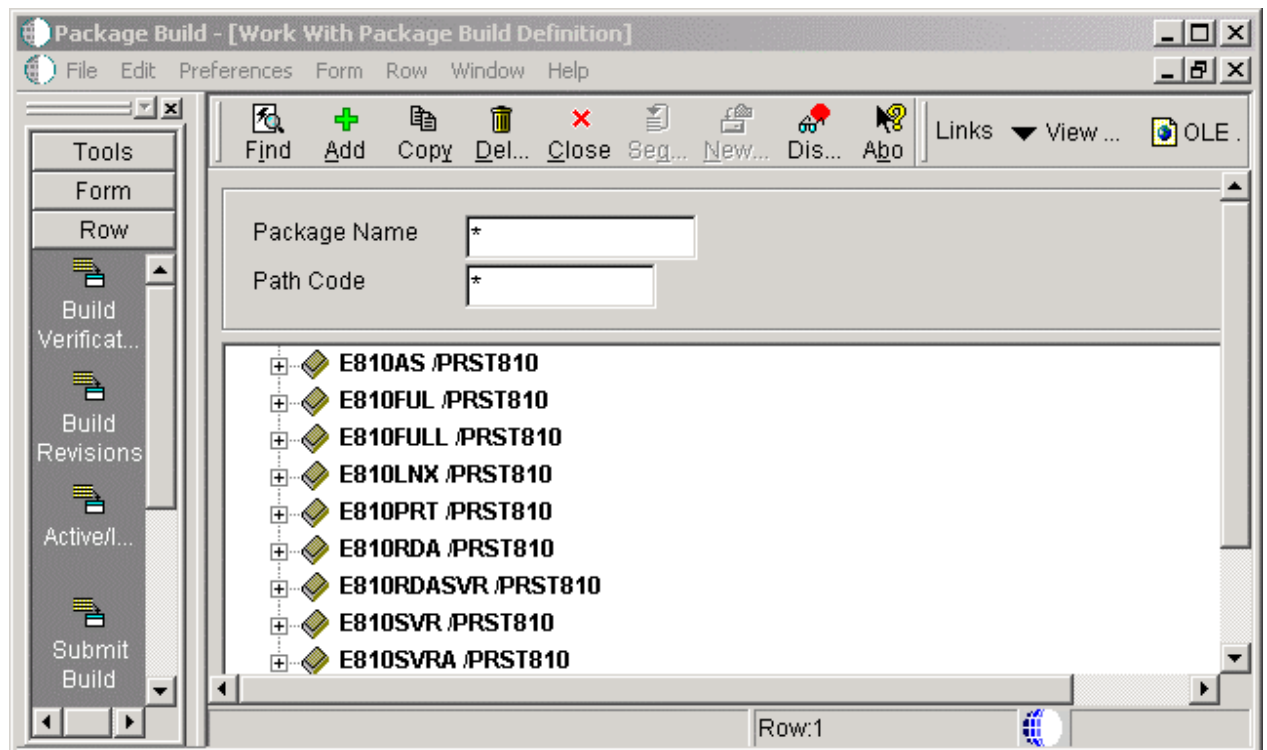 Package Build - [Work With Package Build Definition]
File Edit Preferences Form Row Window Help
Find Add Copy Del... Close Seq... New... Dis... Abo Links View ... OLE .
Tools
Form
Row
Build
Verificat...
Build
Revisions
Active/I...
Submit
Build
Package Name *
Path Code *
E810AS /PRST810
E810FUL /PRST810
E810FULL /PRST810
E810LNX /PRST810
E810PRT /PRST810
E810RDA /PRST810
E810RDASVR /PRST810
E810SVR /PRST810
E810SVRA /PRST810
Row:1